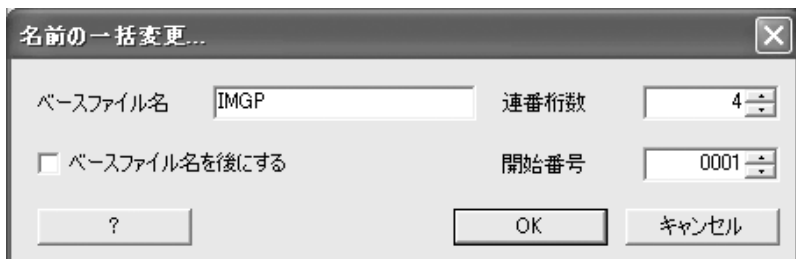 名前の一括変更...
ベースファイル名 IMGP 連番桁数 4
ベースファイル名を後にする 開始番号 0001
? OK キャンセル